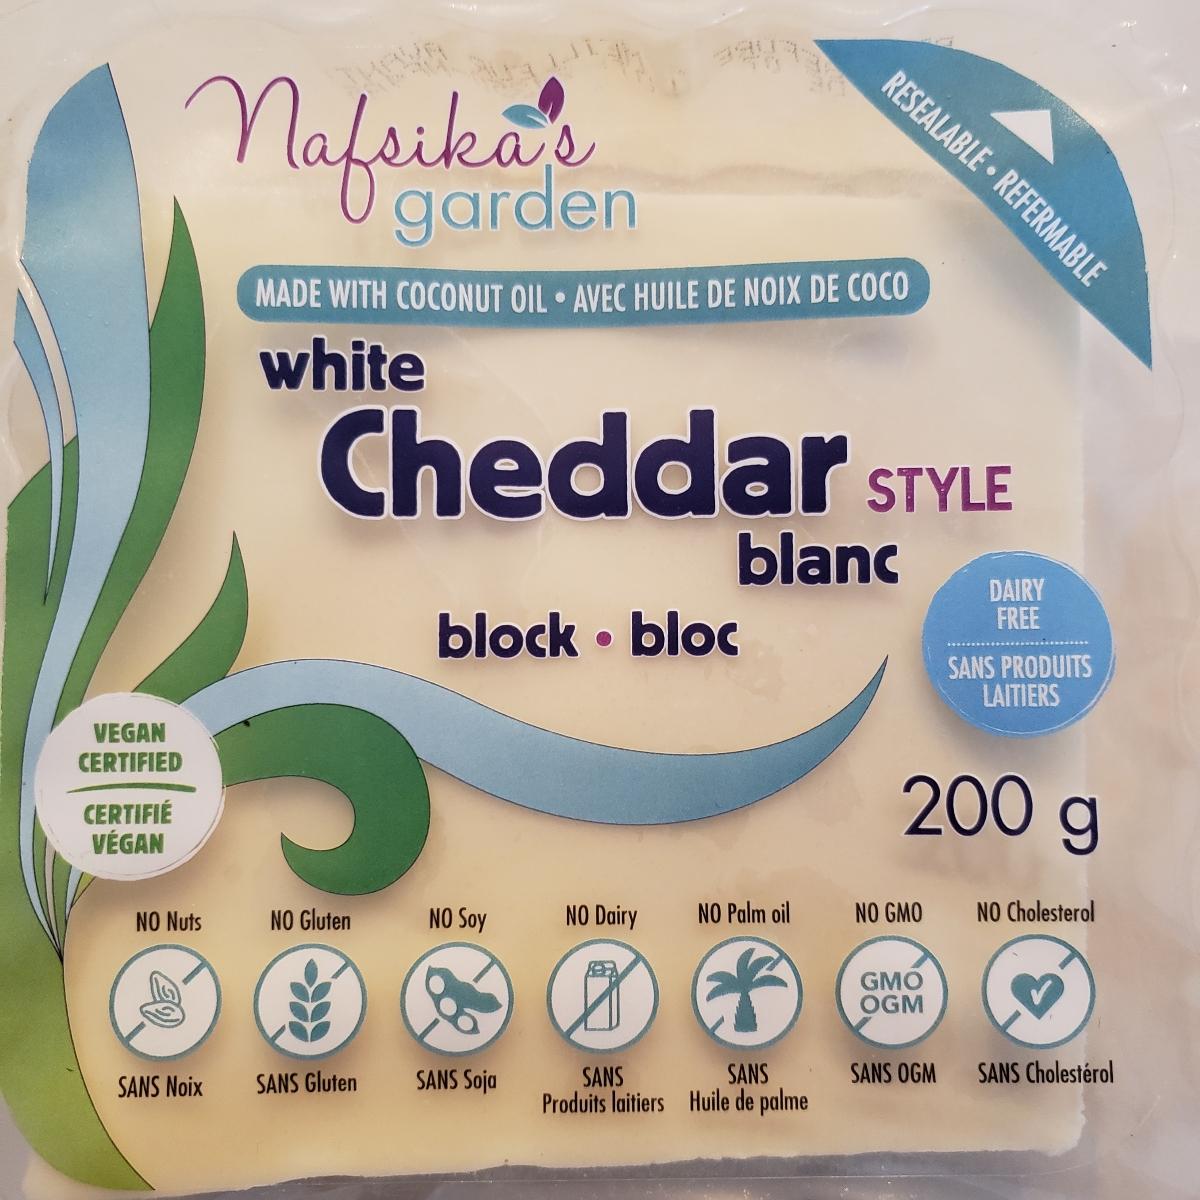 Nafsika's
garden
RESEALABLE • REFERMABLE
MADE WITH COCONUT OIL • AVEC HUILE DE NOIX DE COCO
white
Cheddar STYLE
blanc
block • bloc
DAIRY
FREE
SANS PRODUITS
LAITIERS
VEGAN
CERTIFIED
CERTIFIÉ
VÉGAN
200 g
NO Nuts
SANS Noix
NO Gluten
SANS Gluten
NO Soy
SANS Soja
NO Dairy
SANS
Produits laitiers
NO Palm oil
SANS
Huile de palme
NO GMO
GMO
OGM
SANS OGM
NO Cholesterol
SANS Cholestérol